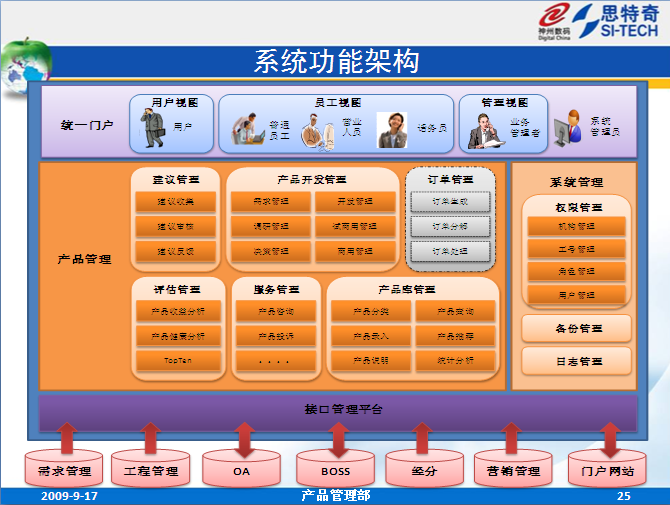 神州数码
Digital China
思特奇
SI-TECH
系统功能架构
统一门户
用户视图
用户
员工视图
普通
员工
营业
人员
话务员
管理视图
业务
管理者
系统
管理员
产品管理
建议管理
建议收集
建议审核
建议反馈
产品开发管理
需求管理
开发管理
调研管理
试商用管理
决策管理
商用管理
订单管理
订单生成
订单分解
订单处理
评估管理
产品收益分析
产品健康分析
TopTen
服务管理
产品咨询
产品投诉
. . . .
产品库管理
产品分类
产品查询
产品录入
产品推荐
产品说明
统计分析
系统管理
权限管理
机构管理
工号管理
角色管理
用户管理
备份管理
日志管理
接口管理平台
需求管理
工程管理
OA
BOSS
经分
营销管理
门户网站
2009-9-17
产品管理部
25